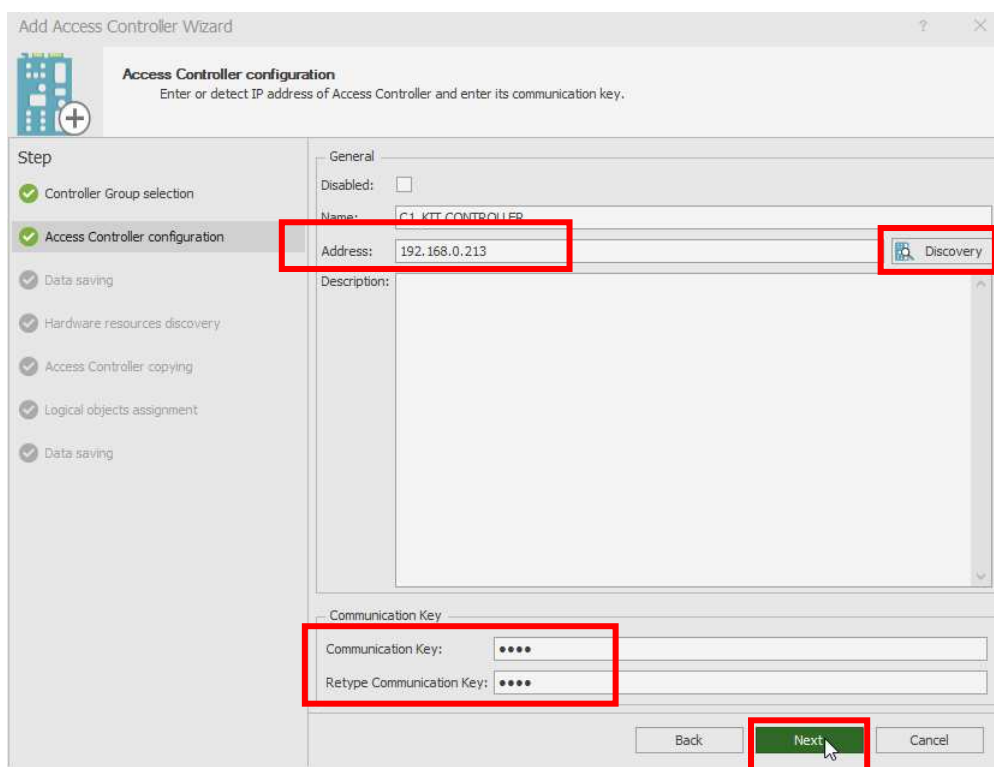 Add Access Controller Wizard
?
Access Controller configuration
Enter or detect IP address of Access Controller and enter its communication key.
Step
Controller Group selection
Access Controller configuration
Data saving
Hardware resources discovery
Access Controller copying
Logical objects assignment
Data saving
General
Disabled:
Name: C1_KIT CONTROLLER
Address: 192.168.0.213 Discovery
Description:
Communication Key
Communication Key: ••••
Retype Communication Key: ••••
Back Next Cancel